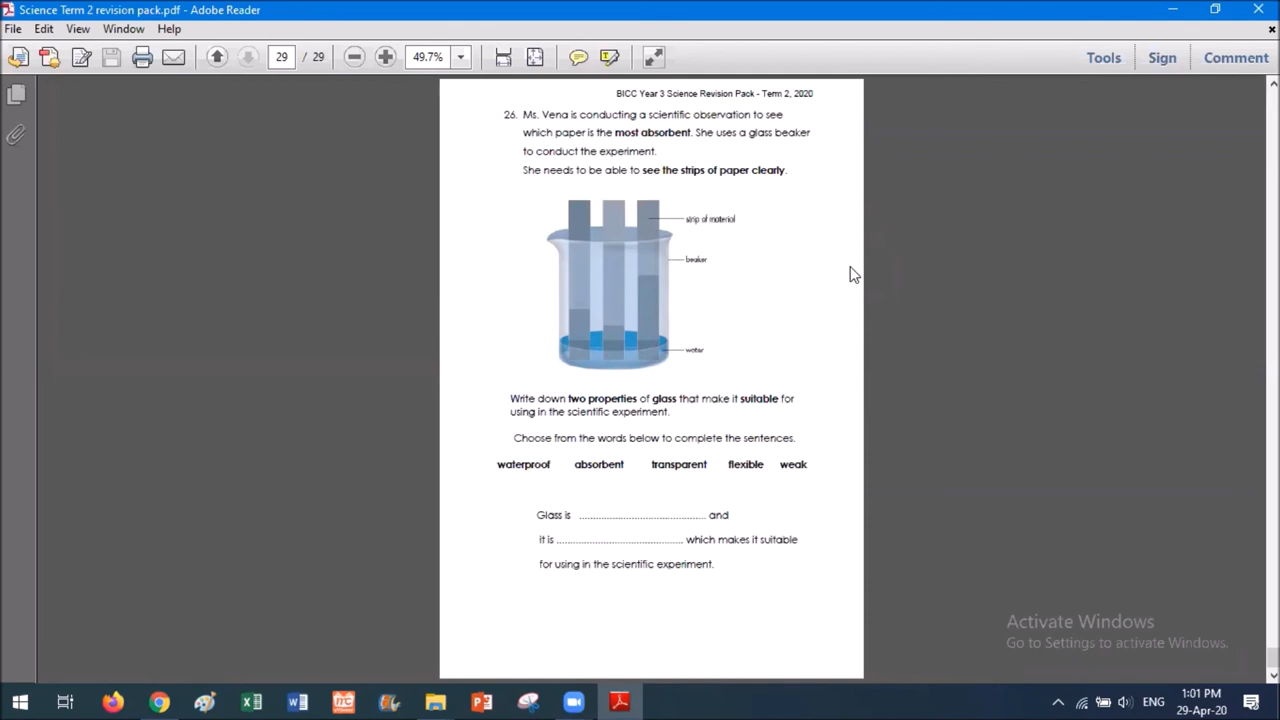 Science Term 2 revision pack.pdf - Adobe Reader
File Edit View Window Help
29 / 29 49.7% Tools Sign Comment
BICC Year 3 Science Revision Pack - Term 2, 2020
26. Ms. Vena is conducting a scientific observation to see
which paper is the most absorbent. She uses a glass beaker
to conduct the experiment.
She needs to be able to see the strips of paper clearly.
strip of material
beaker
water
Write down two properties of glass that make it suitable for
using in the scientific experiment.
Choose from the words below to complete the sentences.
waterproof absorbent transparent flexible weak
Glass is ............................................... and
it is ............................................... which makes it suitable
for using in the scientific experiment.
Activate Windows
Go to Settings to activate Windows.
ENG
1:01 PM
29-Apr-20